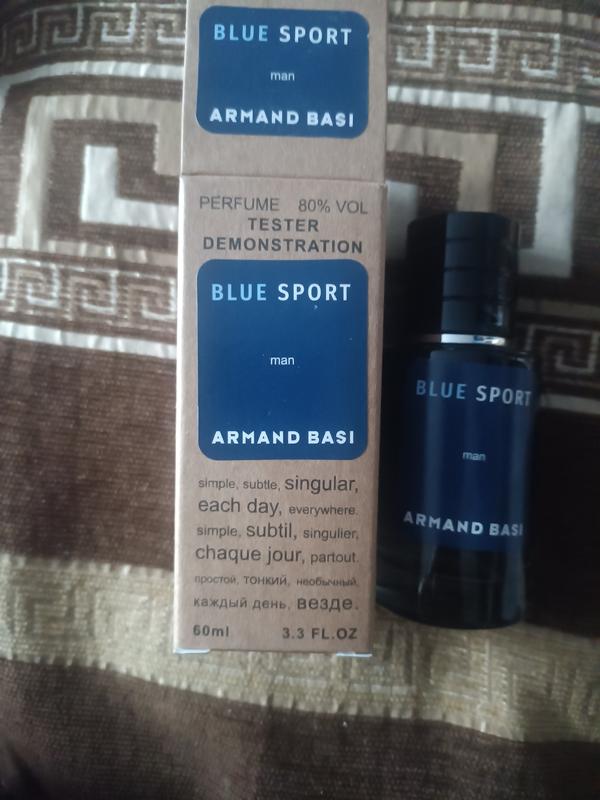 BLUE SPORT
man
ARMAND BASI
PERFUME 80% VOL
TESTER
DEMONSTRATION
BLUE SPORT
man
ARMAND BASI
simple, subtle, singular,
each day, everywhere.
simple, subtil, singulier,
chaque jour, partout.
простой, тонкий, необычный,
каждый день, везде.
60ml 3.3 FL.OZ
BLUE SPORT
man
ARMAND BASI